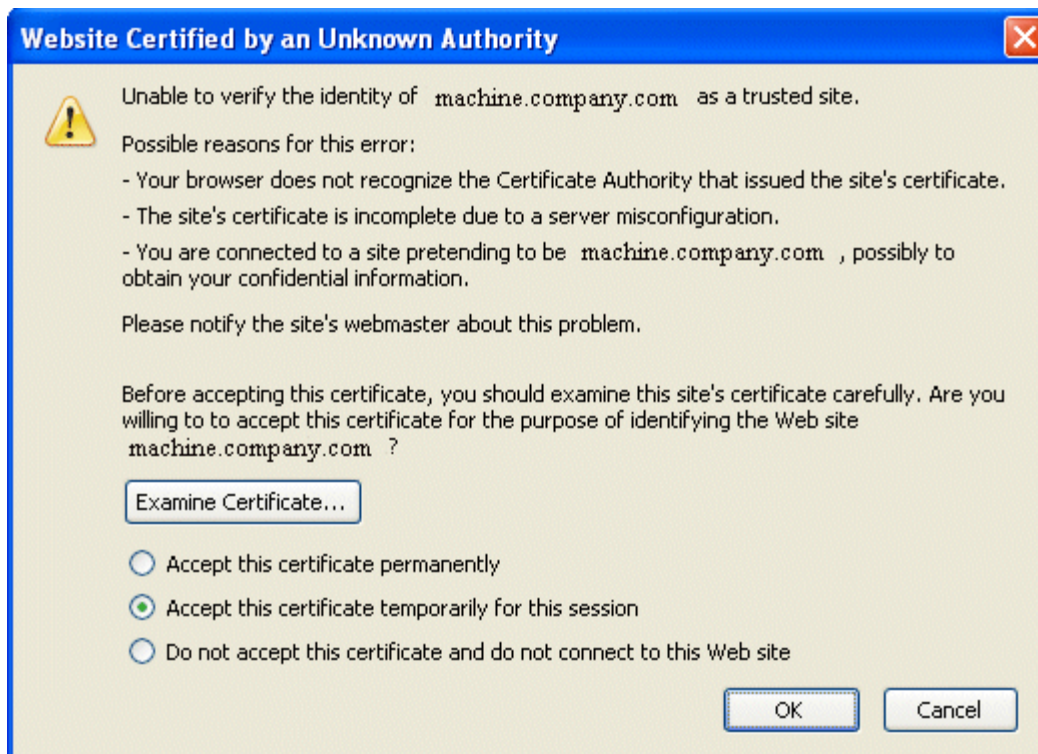 Website Certified by an Unknown Authority
Unable to verify the identity of machine.company.com as a trusted site.
Possible reasons for this error:
- Your browser does not recognize the Certificate Authority that issued the site's certificate.
- The site's certificate is incomplete due to a server misconfiguration.
- You are connected to a site pretending to be machine.company.com , possibly to
obtain your confidential information.
Please notify the site's webmaster about this problem.
Before accepting this certificate, you should examine this site's certificate carefully. Are you
willing to to accept this certificate for the purpose of identifying the Web site
machine.company.com ?
Examine Certificate...
Accept this certificate permanently
Accept this certificate temporarily for this session
Do not accept this certificate and do not connect to this Web site
OK Cancel